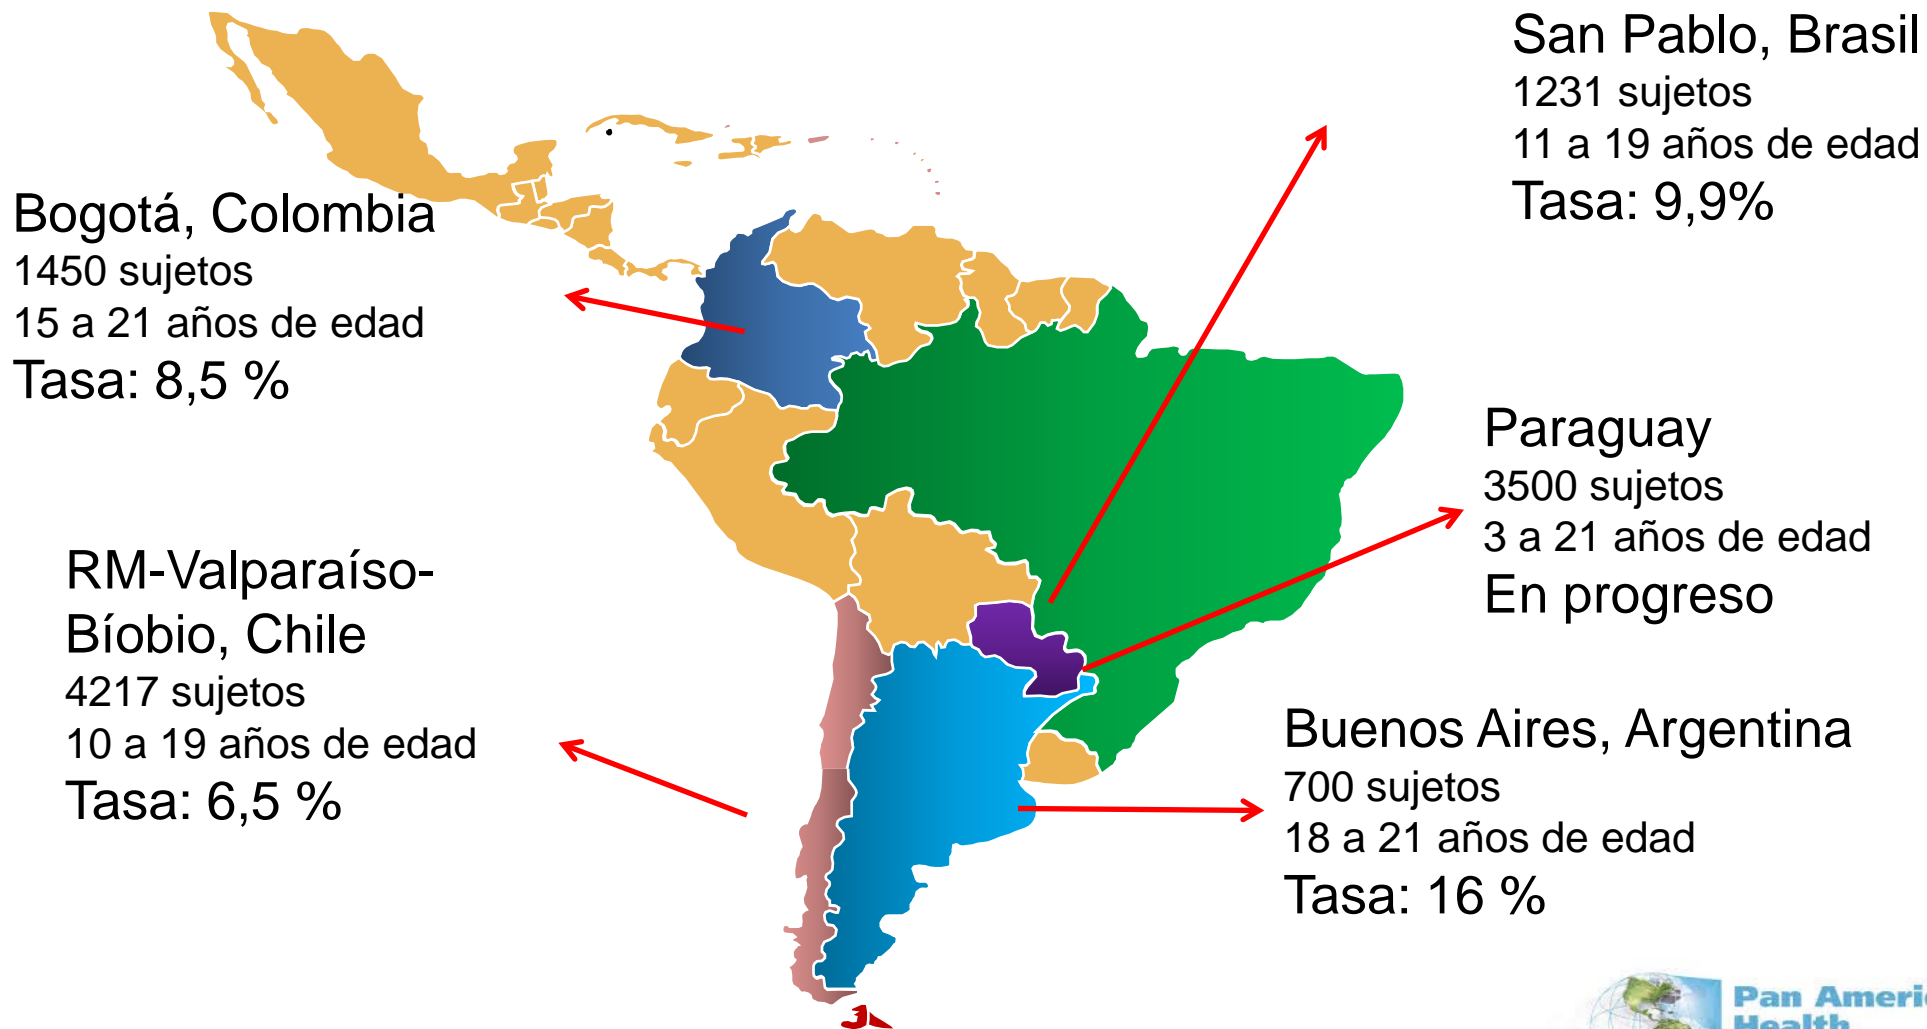 San Pablo, Brasil
1231 sujetos
11 a 19 años de edad
Tasa: 9,9%
Bogotá, Colombia
1450 sujetos
15 a 21 años de edad
Tasa: 8,5 %
Paraguay
3500 sujetos
3 a 21 años de edad
En progreso
RM-Valparaíso-
Bíobio, Chile
4217 sujetos
10 a 19 años de edad
Tasa: 6,5 %
Buenos Aires, Argentina
700 sujetos
18 a 21 años de edad
Tasa: 16 %
Pan Americ
Health